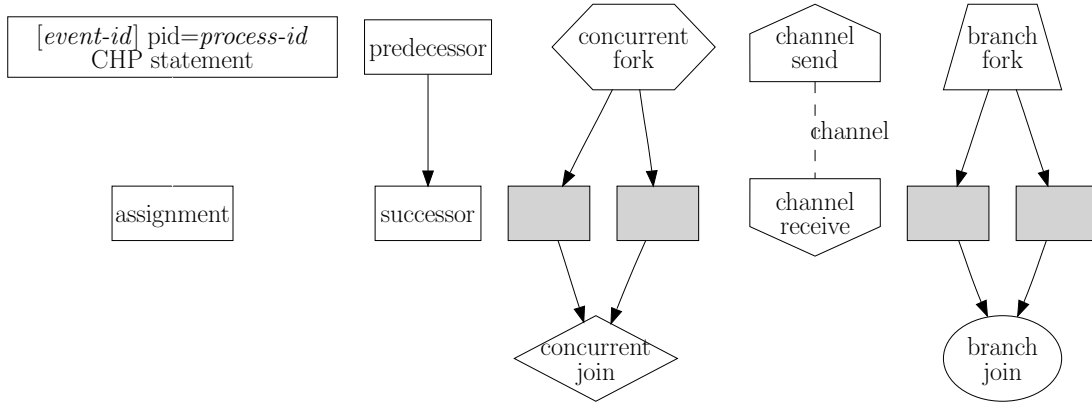 [event-id] pid=process-id
CHP statement
predecessor
concurrent
fork
channel
send
branch
fork
channel
assignment
successor
channel
receive
concurrent
join
branch
join